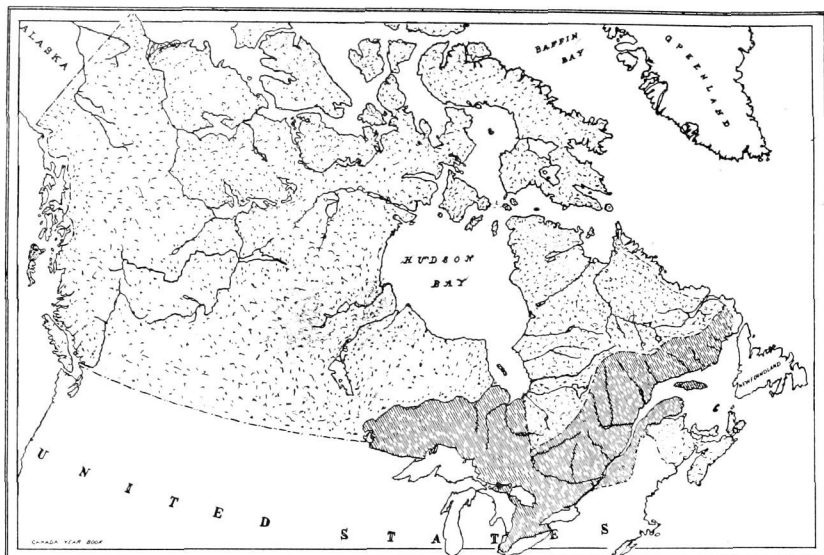 ALASKA
BAFFIN
BAY
GREENLAND
HUDSON
BAY
NEWFOUNDLAND
UNITED STATES
CANADA YEAR BOOK